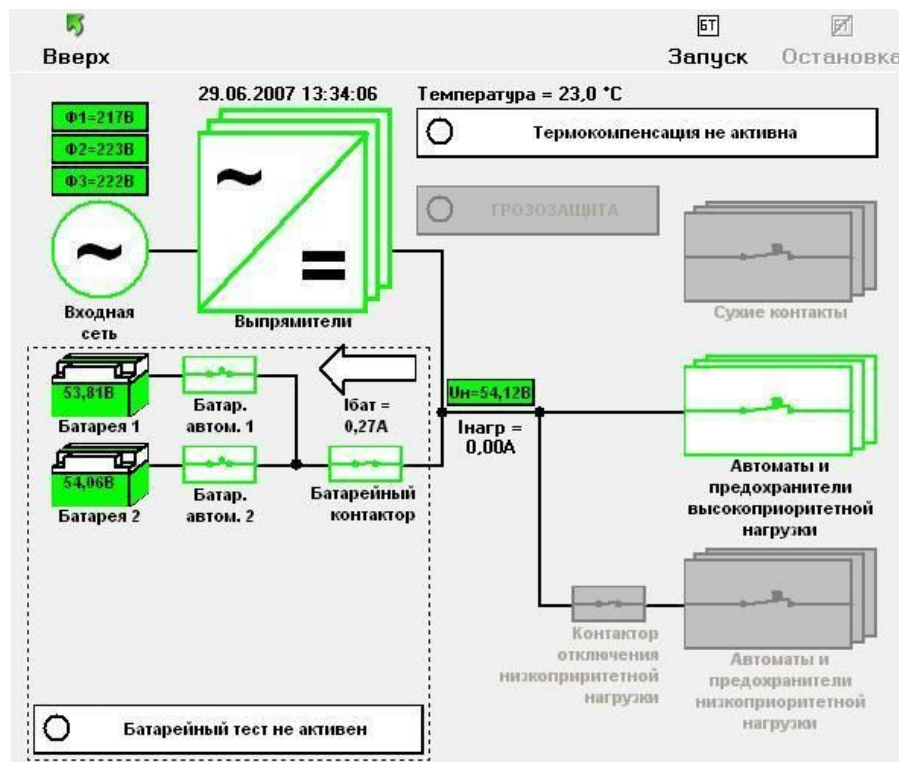 Вверх
БТ
Запуск
БТ
Остановка
29.06.2007 13:34:06
Температура = 23,0 °C
Ф1=217В
Ф2=223В
Ф3=222В
Термокомпенсация не активна
ГРОЗОЗАЩИТА
Входная
сеть
Выпрямители
Сухие контакты
53,81В
Батарея 1
Батар.
автом. 1
Iбат =
0,27А
Uн=54,12В
Iнагр =
0,00А
54,06В
Батарея 2
Батар.
автом. 2
Батарейный
контактор
Автоматы и
предохранители
высокоприоритетной
нагрузки
Контактор
отключения
низкоприритетной
нагрузки
Автоматы и
предохранители
низкоприоритетной
нагрузки
Батарейный тест не активен